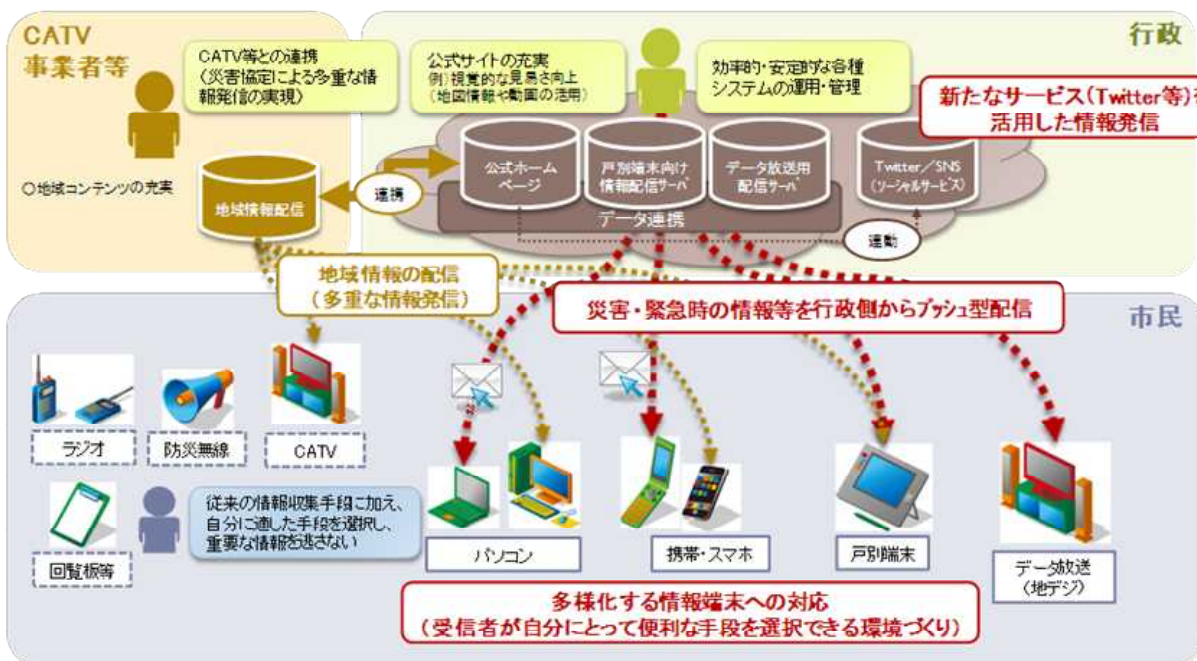 CATV
事業者等
CATV等との連携
(災害協定による多重な情
報発信の実現)
公式サイトの充実
例)視覚的な見易さ向上
(地図情報や動画の活用)
効率的・安定的な各種
システムの運用・管理
行政
新たなサービス(Twitter等)を
活用した情報発信
○地域コンテンツの充実
地域情報配信
連携
公式ホーム
ページ
戸別端末向け
情報配信サーバ
データ放送用
配信サーバ
Twitter/SNS
(ソーシャルサービス)
データ連携
連動
地域情報の配信
(多重な情報発信)
災害・緊急時の情報等を行政側からプッシュ型配信
市民
ラジオ
防災無線
CATV
従来の情報収集手段に加え、
自分に適した手段を選択し、
重要な情報を逃さない
回覧板等
パソコン
携帯・スマホ
戸別端末
データ放送
(地デジ)
多様化する情報端末への対応
(受信者が自分にとって便利な手段を選択できる環境づくり)